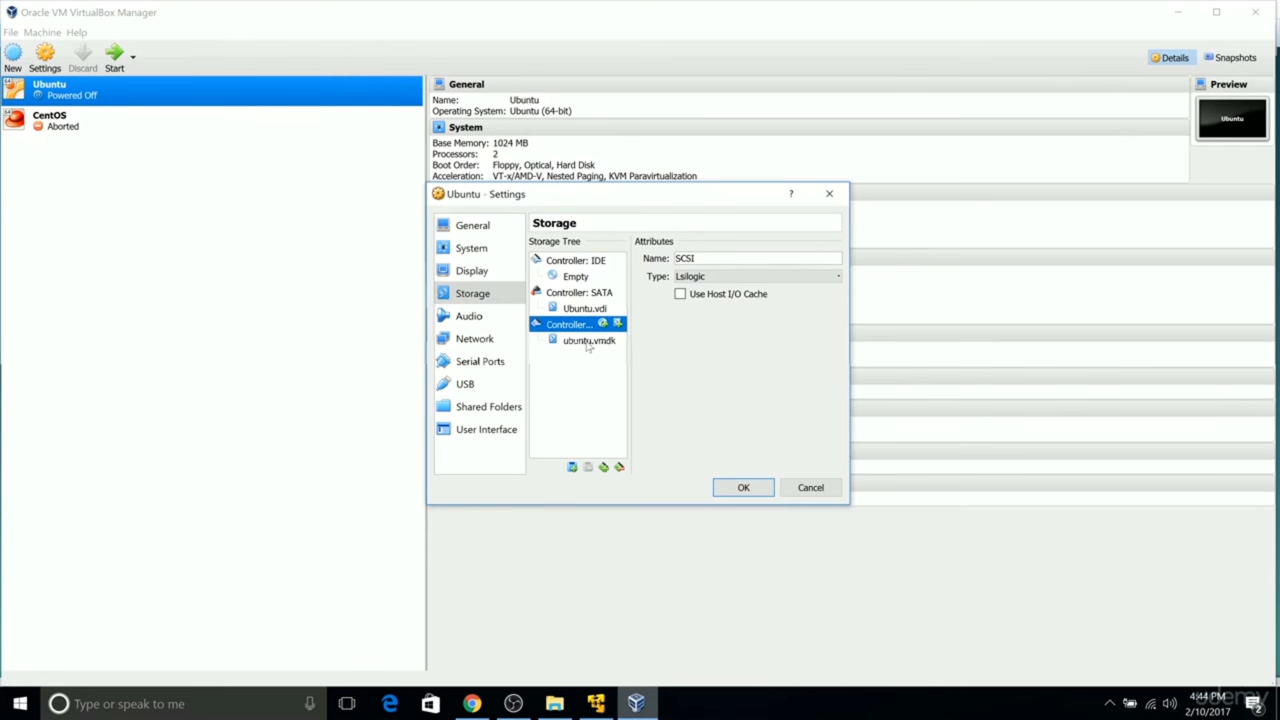 Oracle VM VirtualBox Manager
File Machine Help
New Settings Discard Start
Details Snapshots
Ubuntu
Powered Off
CentOS
Aborted
General
Name: Ubuntu
Operating System: Ubuntu (64-bit)
System
Base Memory: 1024 MB
Processors: 2
Boot Order: Floppy, Optical, Hard Disk
Acceleration: VT-x/AMD-V, Nested Paging, KVM Paravirtualization
Preview
Ubuntu
Ubuntu - Settings
General
System
Display
Storage
Audio
Network
Serial Ports
USB
Shared Folders
User Interface
Storage
Storage Tree
Controller: IDE
Empty
Controller: SATA
Ubuntu.vdi
Controller...
ubuntu.vmdk
Attributes
Name: SCSI
Type: Lsilogic
Use Host I/O Cache
OK Cancel
Type or speak to me
4:44 PM
2/10/2017
2
udemy